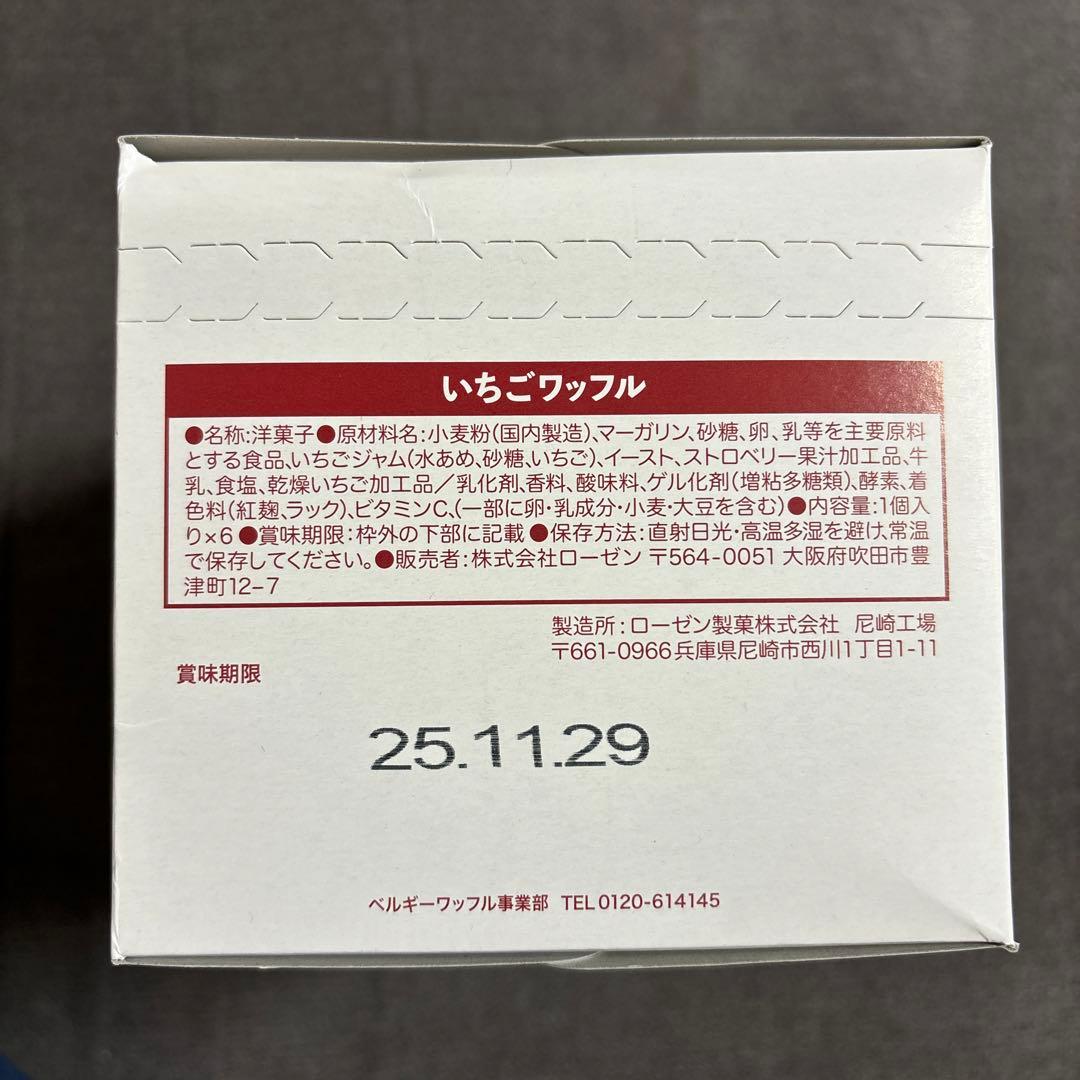 いちごワッフル
●名称:洋菓子●原材料名:小麦粉(国内製造)、マーガリン、砂糖、卵、乳等を主要原料
とする食品、いちごジャム(水あめ、砂糖、いちご)、イースト、ストロベリー果汁加工品、牛
乳、食塩、乾燥いちご加工品/乳化剤、香料、酸味料、ゲル化剤(増粘多糖類)、酵素、着
色料(紅麹、ラック)、ビタミンC、(一部に卵・乳成分・小麦・大豆を含む)●内容量:1個入
り×6●賞味期限:枠外の下部に記載●保存方法:直射日光・高温多湿を避け、常温
で保存してください。●販売者:株式会社ローゼン 〒564-0051 大阪府吹田市豊
津町12-7
製造所:ローゼン製菓株式会社 尼崎工場
〒661-0966兵庫県尼崎市西川1丁目1-11
賞味期限
25.11.29
ベルギーワッフル事業部 TEL 0120-614145